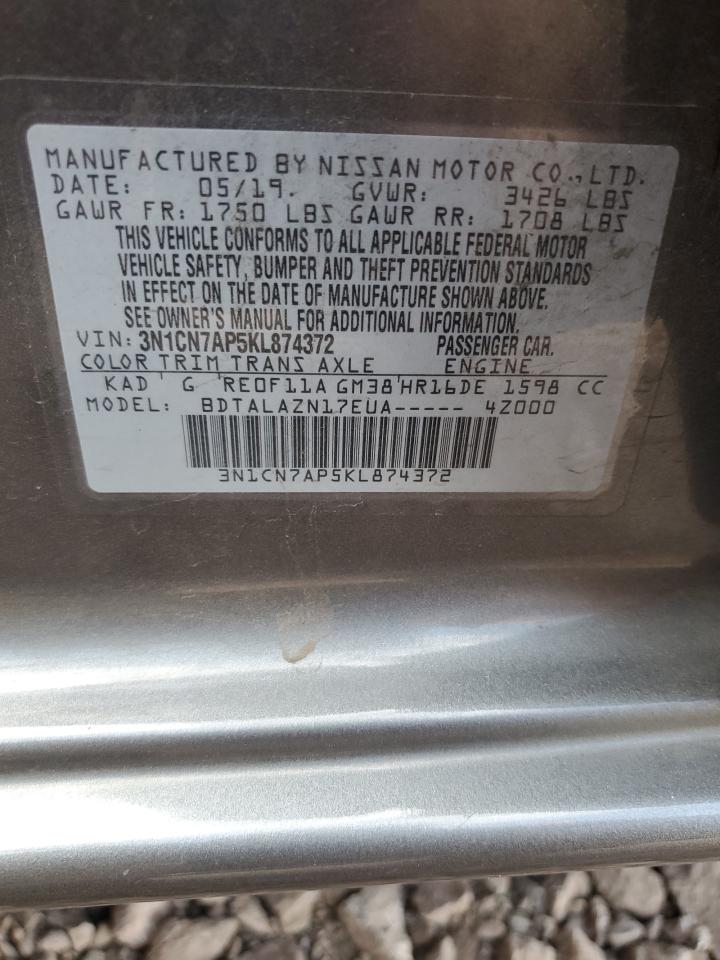 MANUFACTURED BY NISSAN MOTOR CO., LTD.
DATE: 05/19. GVWR: 3426 LBS
GAWR FR: 1750 LBS GAWR RR: 1708 LBS
THIS VEHICLE CONFORMS TO ALL APPLICABLE FEDERAL MOTOR
VEHICLE SAFETY, BUMPER AND THEFT PREVENTION STANDARDS
IN EFFECT ON THE DATE OF MANUFACTURE SHOWN ABOVE.
SEE OWNER'S MANUAL FOR ADDITIONAL INFORMATION.
VIN: 3N1CN7AP5KL874372 PASSENGER CAR.
COLOR TRIM TRANS AXLE ENGINE
KAD G RE0F11A GM38 HR16DE 1598 CC
MODEL: BDTALAZN17EUA----- 4Z000
3N1CN7AP5KL874372